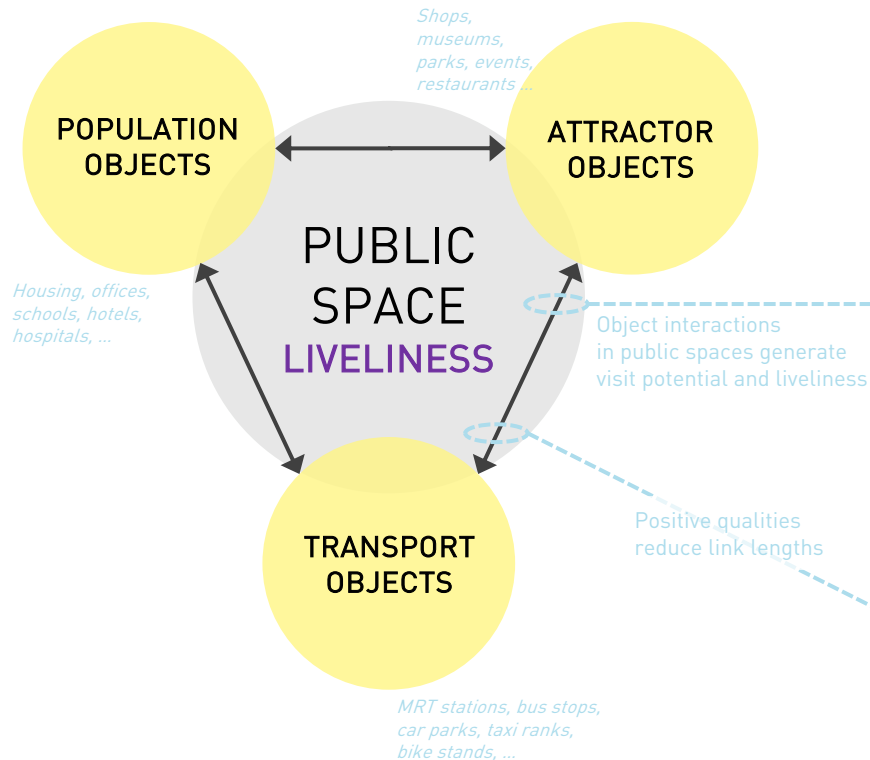 Shops,
museums,
parks, events,
restaurants ...
POPULATION
OBJECTS
ATTRACTOR
OBJECTS
PUBLIC
SPACE
LIVELINESS
Housing, offices,
schools, hotels,
hospitals, ...
Object interactions
in public spaces generate
visit potential and liveliness
Positive qualities
reduce link lengths
TRANSPORT
OBJECTS
MRT stations, bus stops,
car parks, taxi ranks,
bike stands, ...